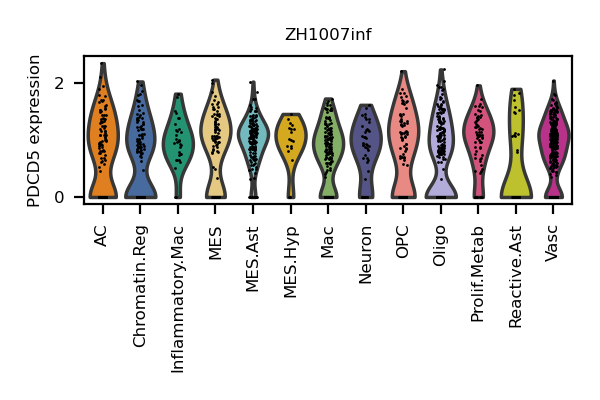 ZH1007inf
PDCD5 expression
2
0
AC
Chromatin.Reg
Inflammatory.Mac
MES
MES.Ast
MES.Hyp
Mac
Neuron
OPC
Oligo
Prolif.Metab
Reactive.Ast
Vasc